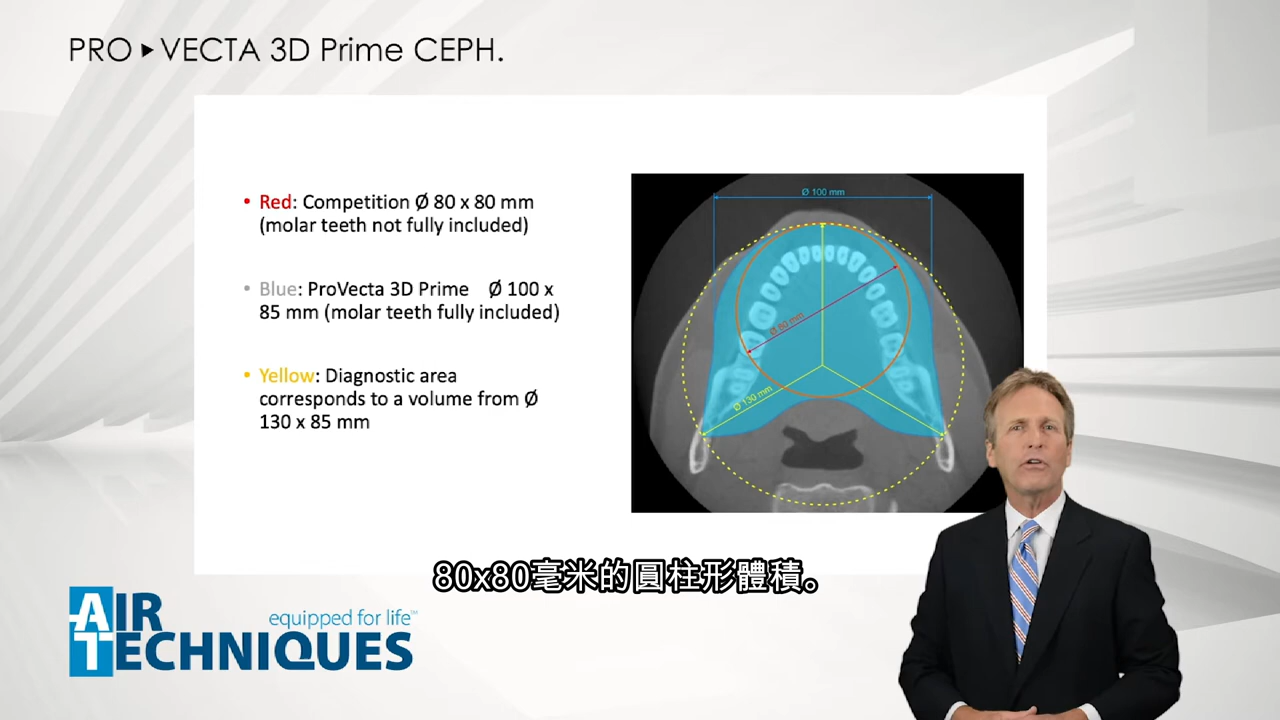 PRO▸VECTA 3D Prime CEPH.
• Red: Competition Ø 80 x 80 mm
(molar teeth not fully included)
• Blue: ProVecta 3D Prime Ø 100 x
85 mm (molar teeth fully included)
• Yellow: Diagnostic area
corresponds to a volume from Ø
130 x 85 mm
Ø 100 mm
Ø 80 mm
Ø 130 mm
80x80毫米的圓柱形體積。
AIR
TECHNIQUES
equipped for life™